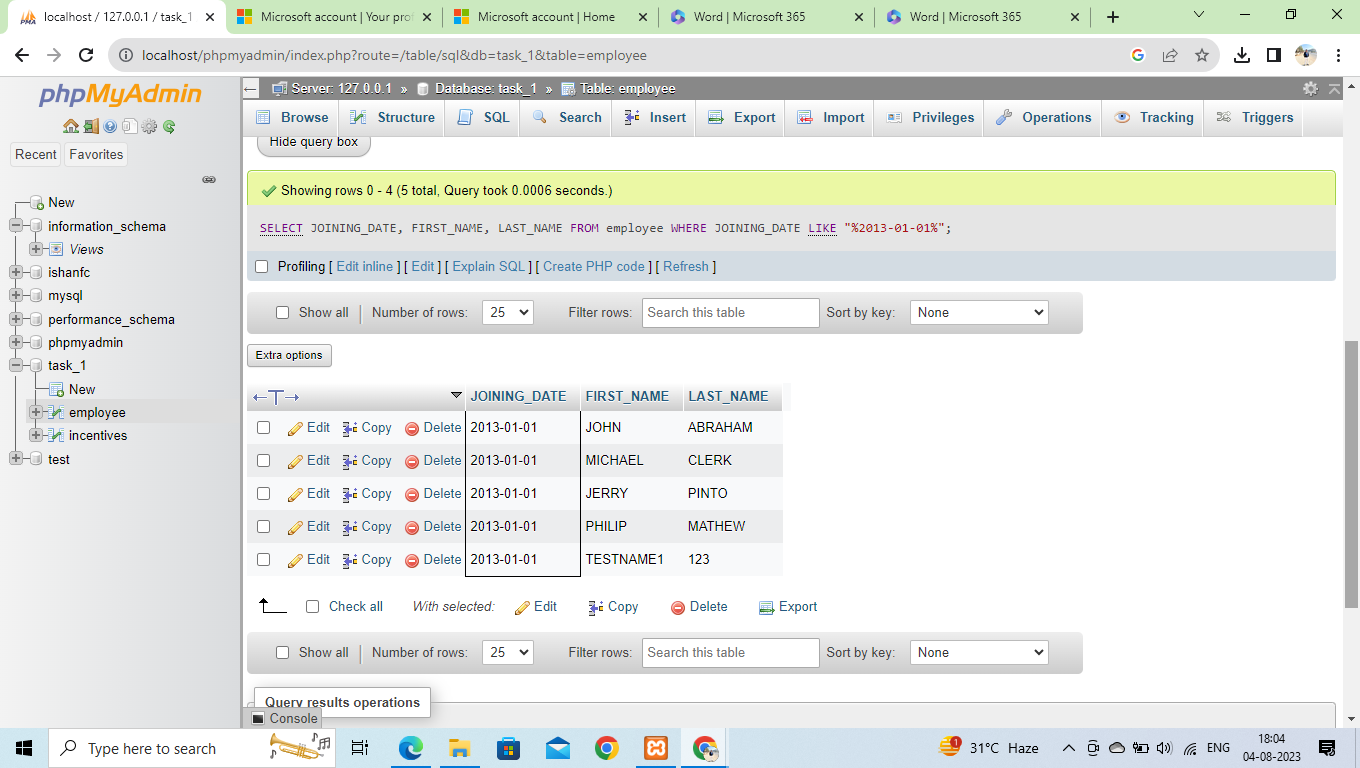 localhost / 127.0.0.1 / task_1
Microsoft account | Your pro
Microsoft account | Home
Word | Microsoft 365
Word | Microsoft 365
localhost/phpmyadmin/index.php?route=/table/sql&db=task_1&table=employee
phpMyAdmin
Recent Favorites
New
information_schema
Views
ishanfc
mysql
performance_schema
phpmyadmin
task_1
New
employee
incentives
test
Server: 127.0.0.1 » Database: task_1 » Table: employee
Browse Structure SQL Search Insert Export Import Privileges Operations Tracking Triggers
Hide query box
Showing rows 0 - 4 (5 total, Query took 0.0006 seconds.)
SELECT JOINING_DATE, FIRST_NAME, LAST_NAME FROM employee WHERE JOINING_DATE LIKE "%2013-01-01%";
Profiling [ Edit inline ] [ Edit ] [ Explain SQL ] [ Create PHP code ] [ Refresh ]
Show all | Number of rows: 25 Filter rows: Search this table Sort by key: None
Extra options
←T→ JOINING_DATE FIRST_NAME LAST_NAME
Edit Copy Delete 2013-01-01 JOHN ABRAHAM
Edit Copy Delete 2013-01-01 MICHAEL CLERK
Edit Copy Delete 2013-01-01 JERRY PINTO
Edit Copy Delete 2013-01-01 PHILIP MATHEW
Edit Copy Delete 2013-01-01 TESTNAME1 123
Check all With selected: Edit Copy Delete Export
Show all | Number of rows: 25 Filter rows: Search this table Sort by key: None
Query results operations
Console
Type here to search
1
31°C Haze
ENG
18:04
04-08-2023